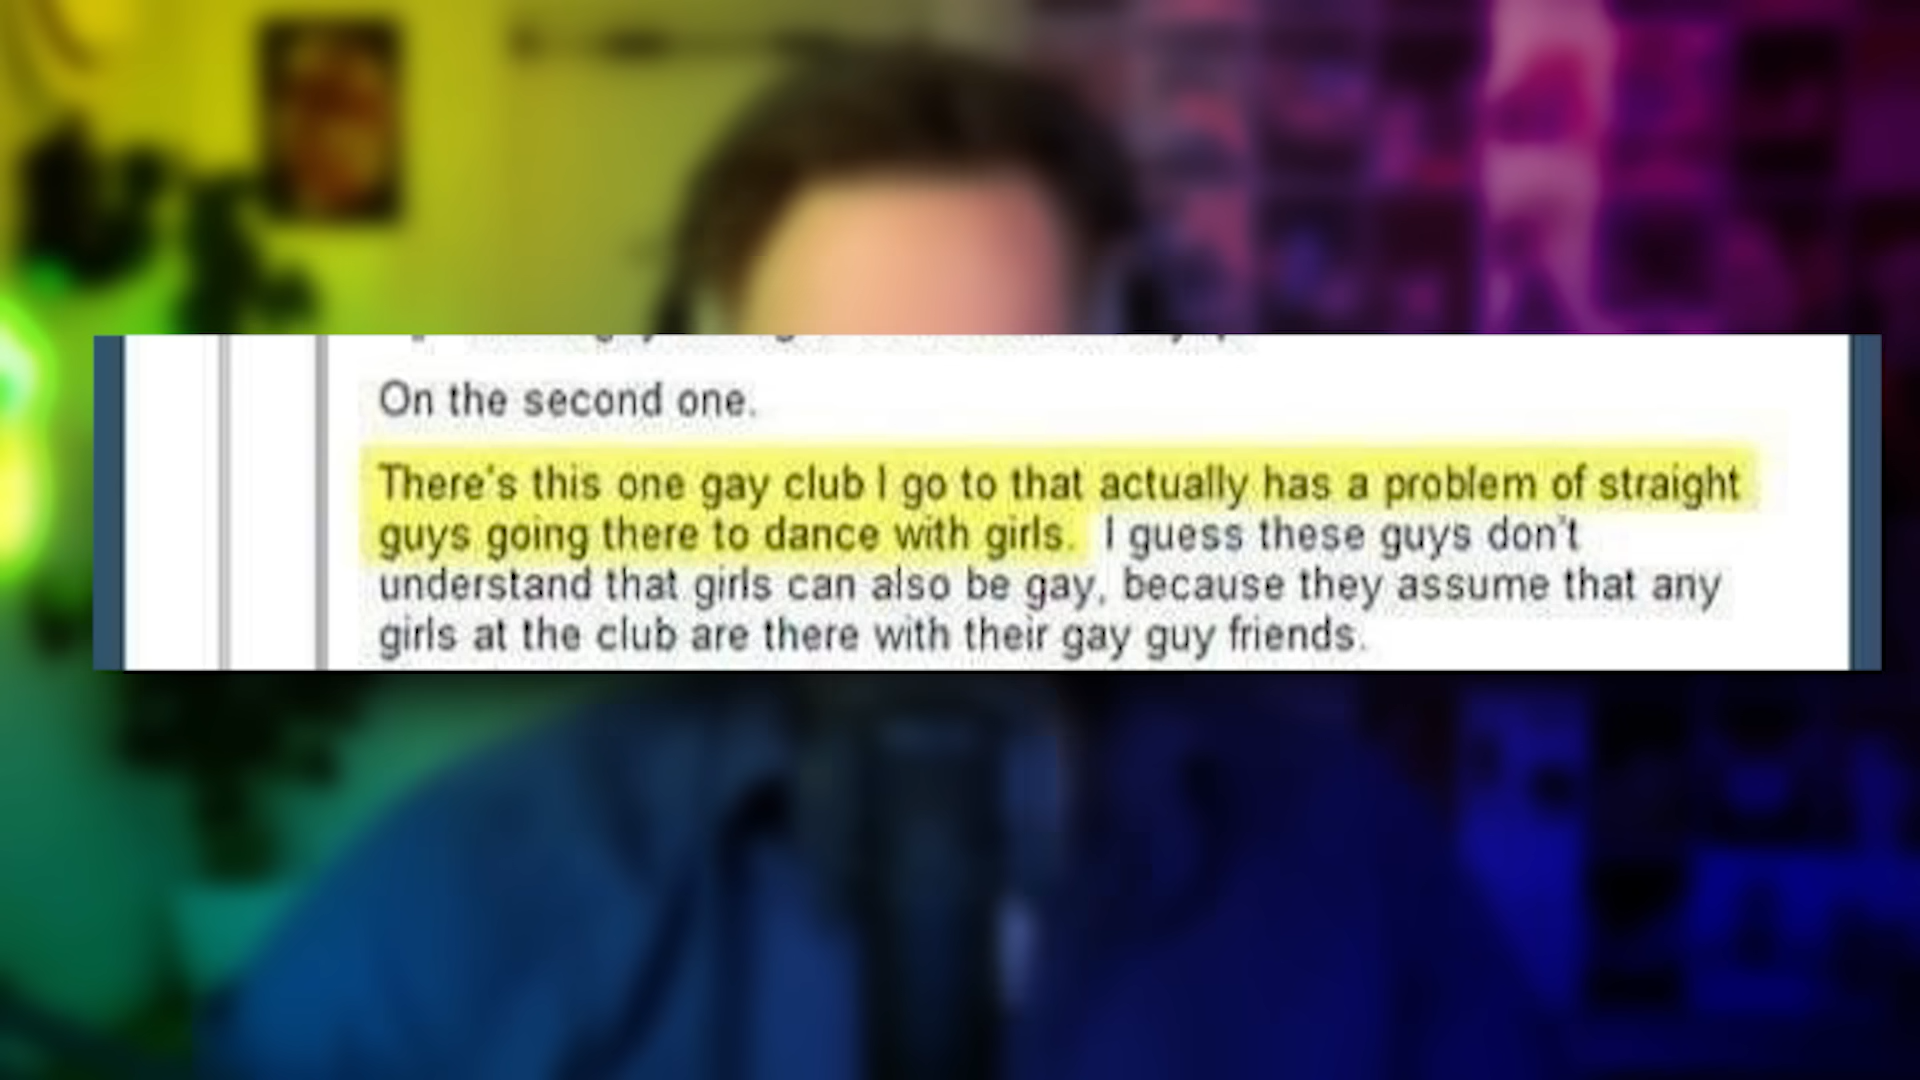 On the second one.
There's this one gay club I go to that actually has a problem of straight
guys going there to dance with girls. I guess these guys don't
understand that girls can also be gay, because they assume that any
girls at the club are there with their gay guy friends.